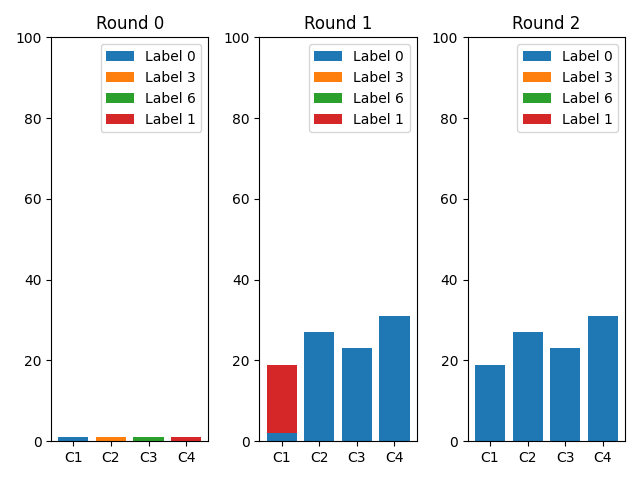 Round 0
100
80
60
40
20
0
C1 C2 C3 C4
Label 0
Label 3
Label 6
Label 1
Round 1
100
80
60
40
20
0
C1 C2 C3 C4
Label 0
Label 3
Label 6
Label 1
Round 2
100
80
60
40
20
0
C1 C2 C3 C4
Label 0
Label 3
Label 6
Label 1